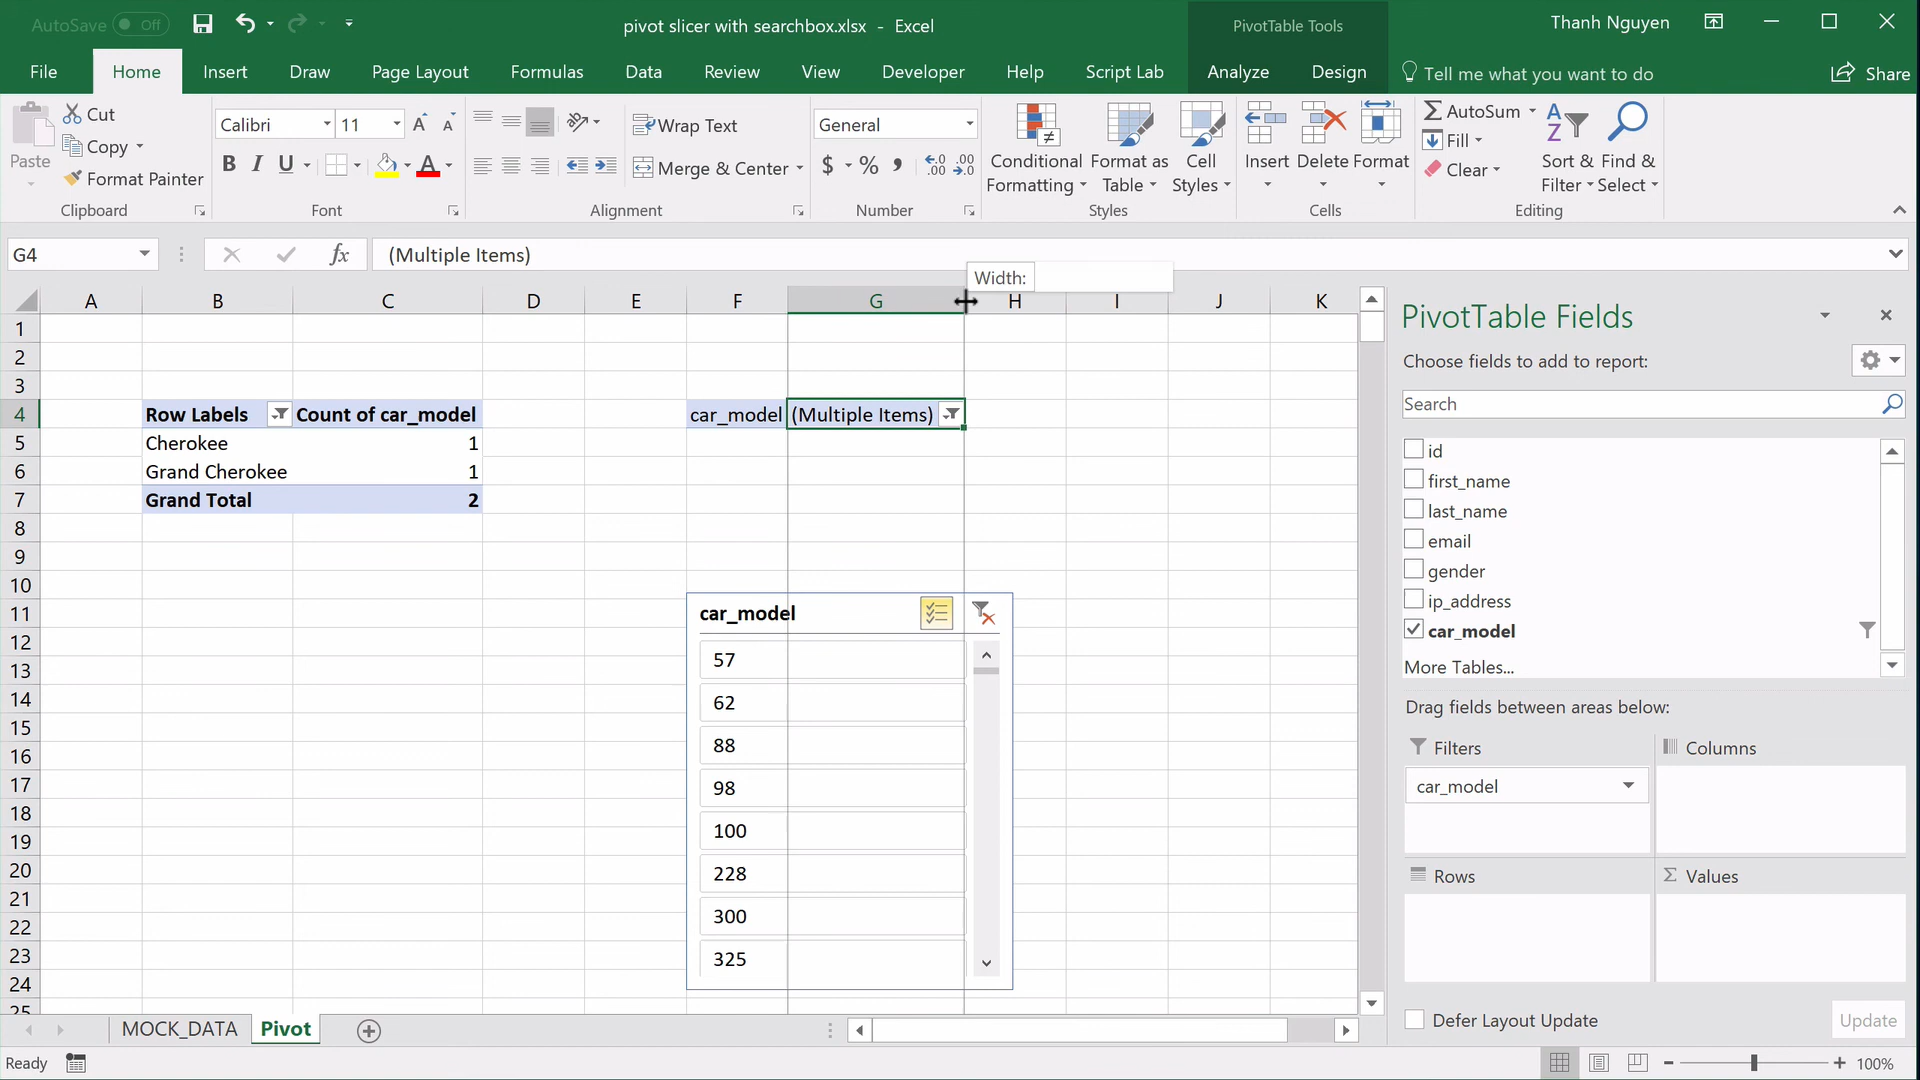 AutoSave Off
pivot slicer with searchbox.xlsx - Excel
PivotTable Tools
Thanh Nguyen
File Home Insert Draw Page Layout Formulas Data Review View Developer Help Script Lab Analyze Design Tell me what you want to do Share
Paste
Cut
Copy
Format Painter
Clipboard
Calibri 11 A A
B I U A
Font
Wrap Text
Merge & Center
Alignment
General
$ % , .00 .00
Number
Conditional Formatting
Format as Table
Cell Styles
Styles
Insert Delete Format
Cells
AutoSum
Fill
Clear
Sort & Filter
Find & Select
Editing
G4 fx (Multiple Items)
Width:
A B C D E F G H I J K
1
2
3
4 Row Labels Count of car_model car_model (Multiple Items)
5 Cherokee 1
6 Grand Cherokee 1
7 Grand Total 2
8
9
10
11
12
13
14
15
16
17
18
19
20
21
22
23
24
25
car_model
57
62
88
98
100
228
300
325
PivotTable Fields
Choose fields to add to report:
Search
id
first_name
last_name
email
gender
ip_address
car_model
More Tables...
Drag fields between areas below:
Filters Columns
car_model
Rows Σ Values
Defer Layout Update Update
MOCK_DATA Pivot
Ready 100%